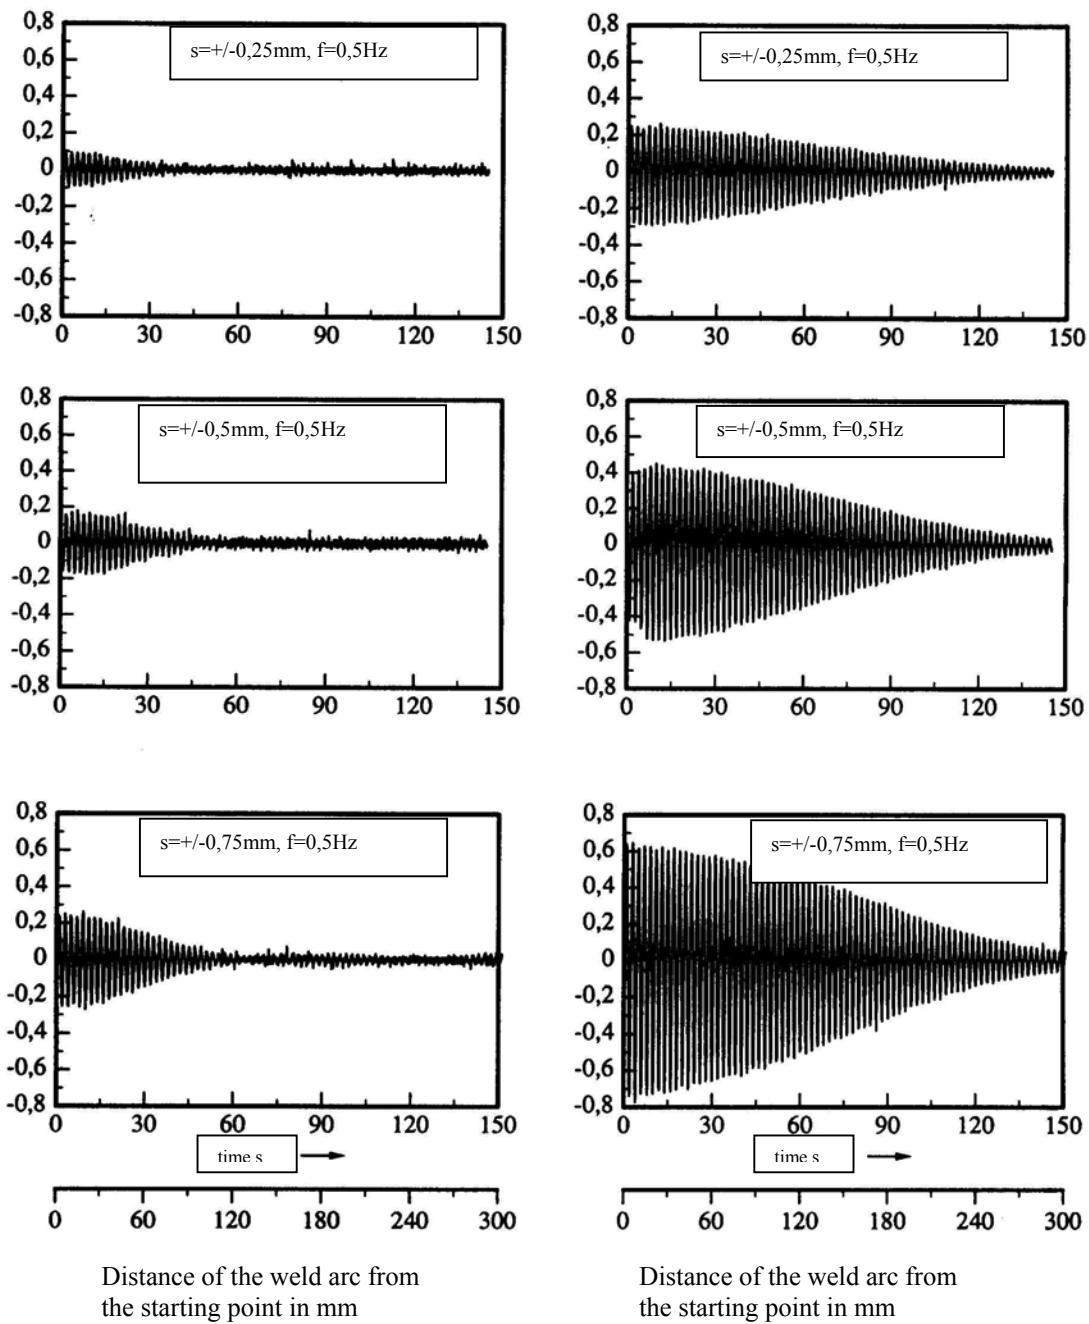 0,8
s=+/-0,25mm, f=0,5Hz
0,6
0,4
0,2
0
-0,2
-0,4
-0,6
-0,8
0 30 60 90 120 150
0,8
s=+/-0,25mm, f=0,5Hz
0,6
0,4
0,2
0
-0,2
-0,4
-0,6
-0,8
0 30 60 90 120 150
0,8
s=+/-0,5mm, f=0,5Hz
0,6
0,4
0,2
0
-0,2
-0,4
-0,6
-0,8
0 30 60 90 120 150
0,8
s=+/-0,5mm, f=0,5Hz
0,6
0,4
0,2
0
-0,2
-0,4
-0,6
-0,8
0 30 60 90 120 150
0,8
s=+/-0,75mm, f=0,5Hz
0,6
0,4
0,2
0
-0,2
-0,4
-0,6
-0,8
0 30 60 90 120 150
time s
0 60 120 180 240 300
Distance of the weld arc from
the starting point in mm
0,8
s=+/-0,75mm, f=0,5Hz
0,6
0,4
0,2
0
-0,2
-0,4
-0,6
-0,8
0 30 60 90 120 150
time s
0 60 120 180 240 300
Distance of the weld arc from
the starting point in mm